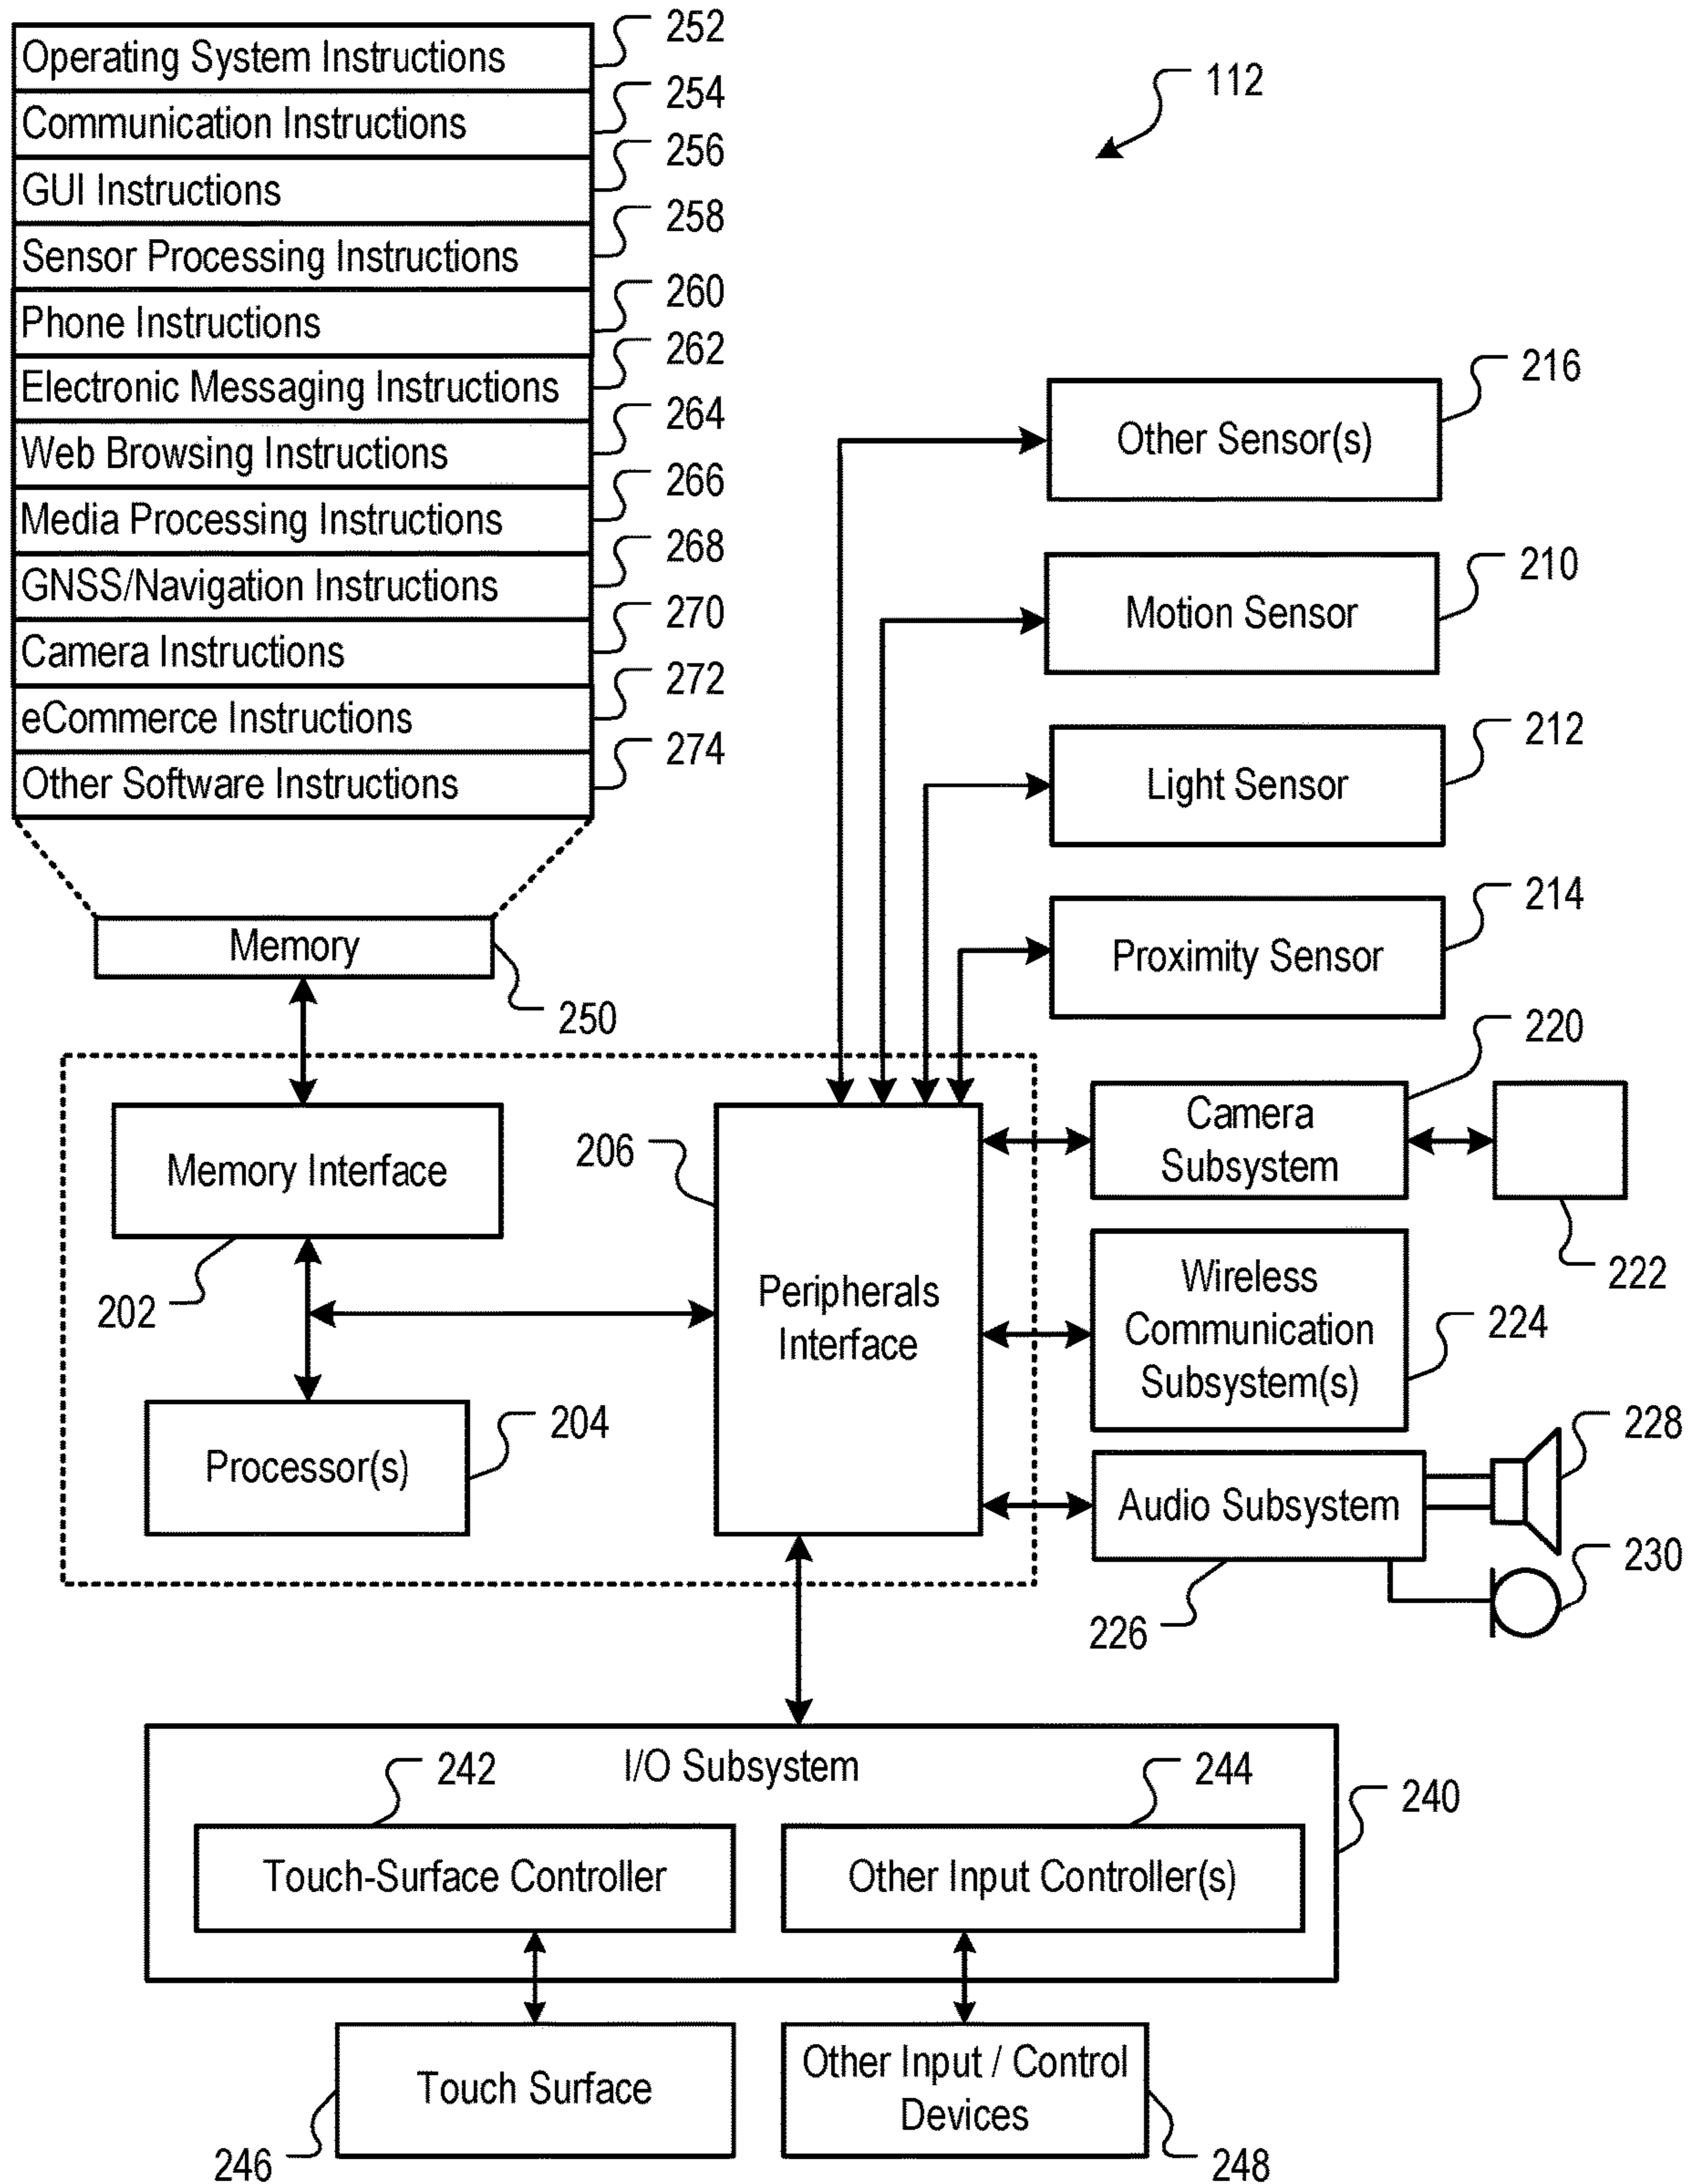 252
Operating System Instructions
254
Communication Instructions
256
GUI Instructions
258
Sensor Processing Instructions
260
Phone Instructions
262
Electronic Messaging Instructions
264
Web Browsing Instructions
266
Media Processing Instructions
268
GNSS/Navigation Instructions
270
Camera Instructions
272
eCommerce Instructions
274
Other Software Instructions
112
216
Other Sensor(s)
210
Motion Sensor
212
Light Sensor
214
Proximity Sensor
Memory
250
220
Camera
Subsystem
222
Memory Interface
202
206
Peripherals
Interface
Wireless
Communication
Subsystem(s)
224
Processor(s)
204
Audio Subsystem
226
228
230
I/O Subsystem
240
242
Touch-Surface Controller
244
Other Input Controller(s)
Touch Surface
246
Other Input / Control
Devices
248